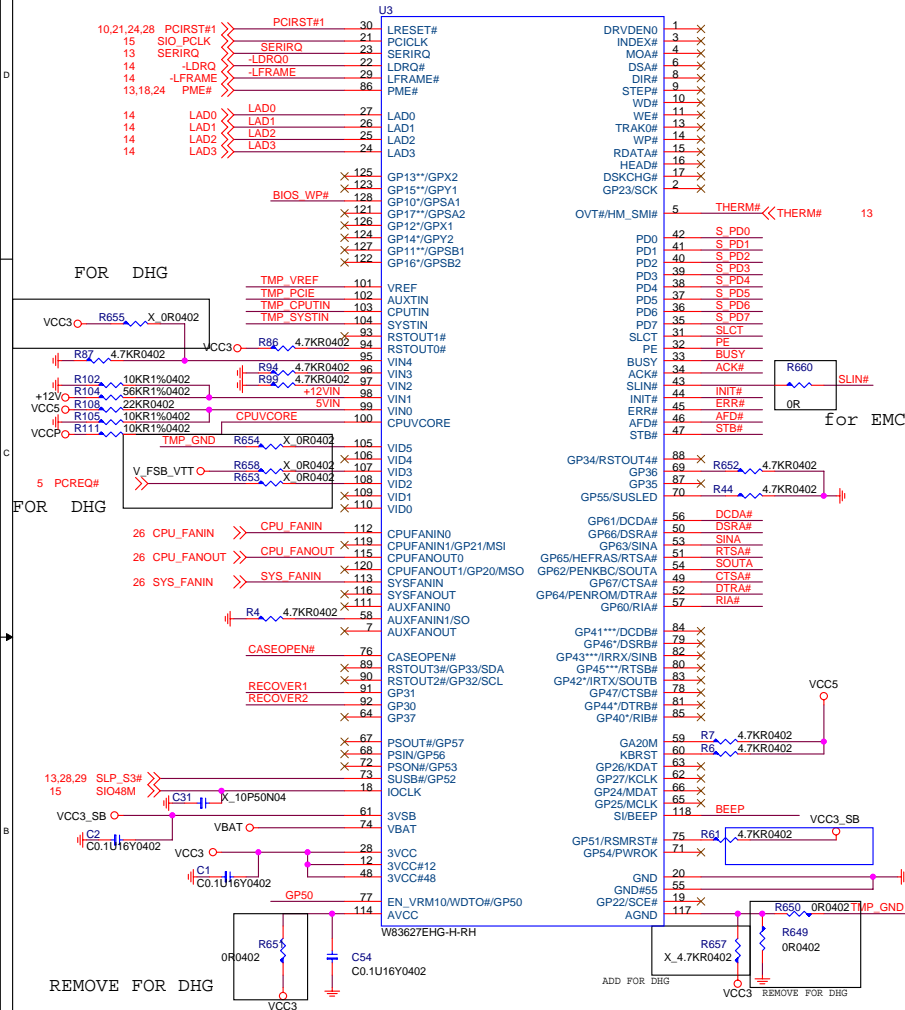 U3
10,21,24,28 PCIRST#1 PCIRST#1 30 LRESET# DRVDEN0 1
15 SIO_PCLK 21 PCICLK INDEX# 3
13 SERIRQ SERIRQ 23 SERIRQ MOA# 4
14 -LDRQ -LDRQ0 22 LDRQ# DSA# 6
14 -LFRAME -LFRAME 29 LFRAME# DIR# 8
13,18,24 PME# 86 PME# STEP# 9
WD# 10
14 LAD0 LAD0 27 LAD0 WE# 11
14 LAD1 LAD1 26 LAD1 TRAK0# 13
14 LAD2 LAD2 25 LAD2 WP# 14
14 LAD3 LAD3 24 LAD3 RDATA# 15
HEAD# 16
125 GP13**/GPX2 DSKCHG# 17
123 GP15**/GPY1 GP23/SCK 2
BIOS_WP# 128 GP10*/GPSA1
121 GP17**/GPSA2 OVT#/HM_SMI# 5 THERM# THERM# 13
126 GP12*/GPX1
124 GP14*/GPY2 PD0 42 S_PD0
127 GP11**/GPSB1 PD1 41 S_PD1
122 GP16*/GPSB2 PD2 40 S_PD2
PD3 39 S_PD3
FOR DHG
TMP_VREF 101 VREF PD4 38 S_PD4
TMP_PCIE 102 AUXTIN PD5 37 S_PD5
TMP_CPUTIN 103 CPUTIN PD6 36 S_PD6
TMP_SYSTIN 104 SYSTIN PD7 35 S_PD7
VCC3 R655 X_0R0402
93 RSTOUT1# SLCT 31 SLCT
VCC3 R86 4.7KR0402 94 RSTOUT0# PE 32 PE
R87 4.7KR0402 95 VIN4 BUSY 33 BUSY
R94 4.7KR0402 96 VIN3 ACK# 34 ACK#
R99 4.7KR0402 97 VIN2 SLIN# 43 R660 0R SLIN#
R102 10KR1%0402
+12V R104 56KR1%0402 +12VIN 98 VIN1 INIT# 44 INIT#
VCC5 R108 22KR0402 5VIN 99 VIN0 ERR# 45 ERR#
R105 10KR1%0402 CPUVCORE 100 CPUVCORE AFD# 46 AFD#
VCCP R111 10KR1%0402 STB# 47 STB#
for EMC
TMP_GND R654 X_0R0402 105 VID5
106 VID4 GP34/RSTOUT4# 88
V_FSB_VTT R658 X_0R0402 107 VID3 GP36 69 R652 4.7KR0402
5 PCREQ# R653 X_0R0402 108 VID2 GP35 87
109 VID1 GP55/SUSLED 70 R44 4.7KR0402
110 VID0
FOR DHG
GP61/DCDA# 56 DCDA#
26 CPU_FANIN CPU_FANIN 112 CPUFANIN0 GP66/DSRA# 50 DSRA#
119 CPUFANIN1/GP21/MSI GP63/SINA 53 SINA
26 CPU_FANOUT CPU_FANOUT 115 CPUFANOUT0 GP65/HEFRAS/RTSA# 51 RTSA#
120 CPUFANOUT1/GP20/MSO GP62/PENKBC/SOUTA 54 SOUTA
26 SYS_FANIN SYS_FANIN 113 SYSFANIN GP67/CTSA# 49 CTSA#
116 SYSFANOUT GP64/PENROM/DTRA# 52 DTRA#
111 AUXFANIN0 GP60/RIA# 57 RIA#
R4 4.7KR0402 58 AUXFANIN1/SO
7 AUXFANOUT GP41***/DCDB# 84
GP46*/DSRB# 79
CASEOPEN# 76 CASEOPEN# GP43***/IRRX/SINB 82
89 RSTOUT3#/GP33/SDA GP45***/RTSB# 80
90 RSTOUT2#/GP32/SCL GP42*/IRTX/SOUTB 83
RECOVER1 91 GP31 GP47/CTSB# 78
RECOVER2 92 GP30 GP44*/DTRB# 81
64 GP37 GP40*/RIB# 85
VCC5
67 PSOUT#/GP57 GA20M 59 R7 4.7KR0402
68 PSIN/GP56 KBRST 60 R6 4.7KR0402
72 PSON#/GP53 GP26/KDAT 63
13,28,29 SLP_S3# 73 SUSB#/GP52 GP27/KCLK 62
15 SIO48M 18 IOCLK GP24/MDAT 66
C31 X_10P50N04 GP25/MCLK 65
VCC3_SB 61 3VSB SI/BEEP 118 BEEP
VBAT 74 VBAT VCC3_SB
C2 C0.1U16Y0402
GP51/RSMRST# 75 R61 4.7KR0402
VCC3 28 3VCC GP54/PWROK 71
12 3VCC#12
C1 C0.1U16Y0402 48 3VCC#48 GND 20
GND#55 55
GP50 77 EN_VRM10/WDTO#/GP50 GP22/SCE# 19
114 AVCC AGND 117 R650 0R0402 TMP_GND
W83627EHG-H-RH
R651 0R0402
C54 C0.1U16Y0402
R657 X_4.7KR0402
R649 0R0402
REMOVE FOR DHG
VCC3
ADD FOR DHG
VCC3
REMOVE FOR DHG
D
C
B